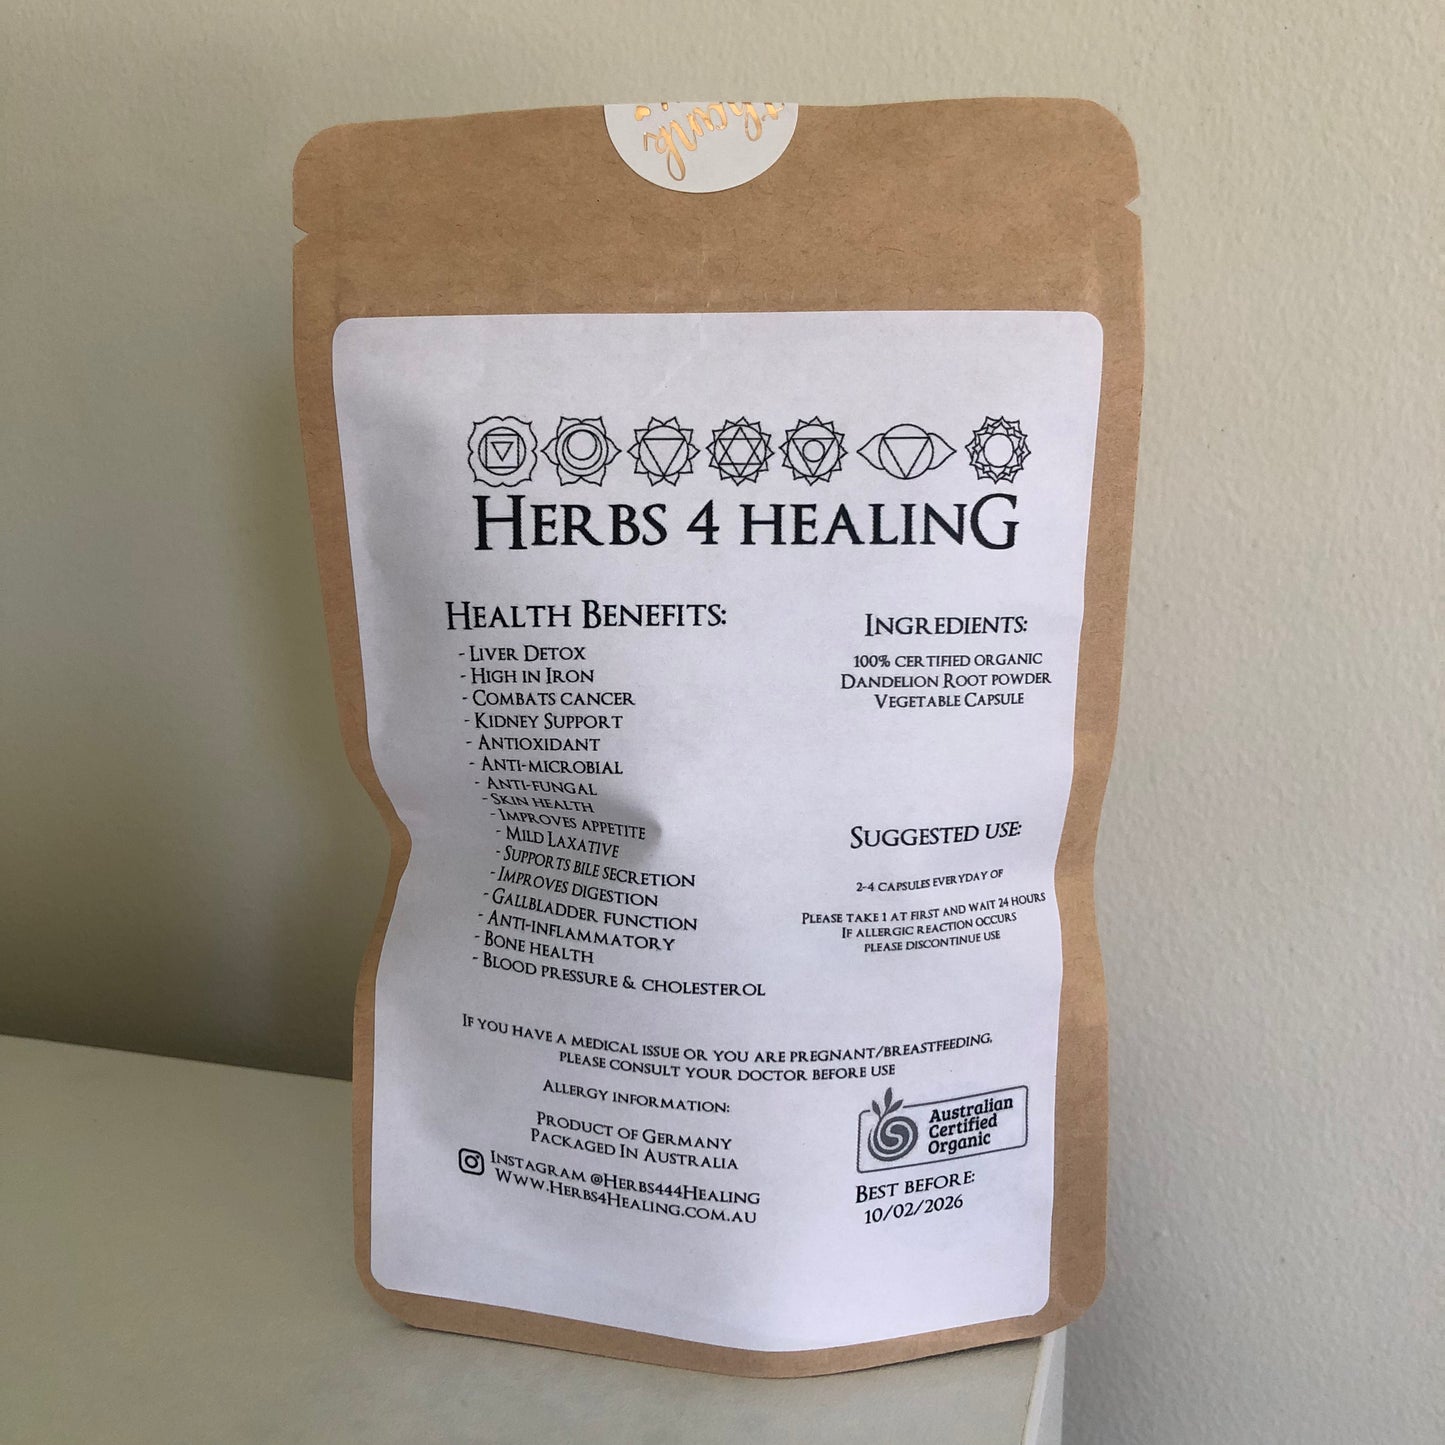 thank
HERBS 4 HEALING
HEALTH BENEFITS:
- LIVER DETOX
- HIGH IN IRON
- COMBATS CANCER
- KIDNEY SUPPORT
- ANTIOXIDANT
- ANTI-MICROBIAL
- ANTI-FUNGAL
- SKIN HEALTH
- IMPROVES APPETITE
- MILD LAXATIVE
- SUPPORTS BILE SECRETION
- IMPROVES DIGESTION
- GALLBLADDER FUNCTION
- ANTI-INFLAMMATORY
- BONE HEALTH
- BLOOD PRESSURE & CHOLESTEROL
INGREDIENTS:
100% CERTIFIED ORGANIC
DANDELION ROOT POWDER
VEGETABLE CAPSULE
SUGGESTED USE:
2-4 CAPSULES EVERYDAY OF
PLEASE TAKE 1 AT FIRST AND WAIT 24 HOURS
IF ALLERGIC REACTION OCCURS
PLEASE DISCONTINUE USE
IF YOU HAVE A MEDICAL ISSUE OR YOU ARE PREGNANT/BREASTFEEDING,
PLEASE CONSULT YOUR DOCTOR BEFORE USE
ALLERGY INFORMATION:
PRODUCT OF GERMANY
PACKAGED IN AUSTRALIA
INSTAGRAM @HERBS444HEALING
WWW.HERBS4HEALING.COM.AU
Australian
Certified
Organic
BEST BEFORE:
10/02/2026